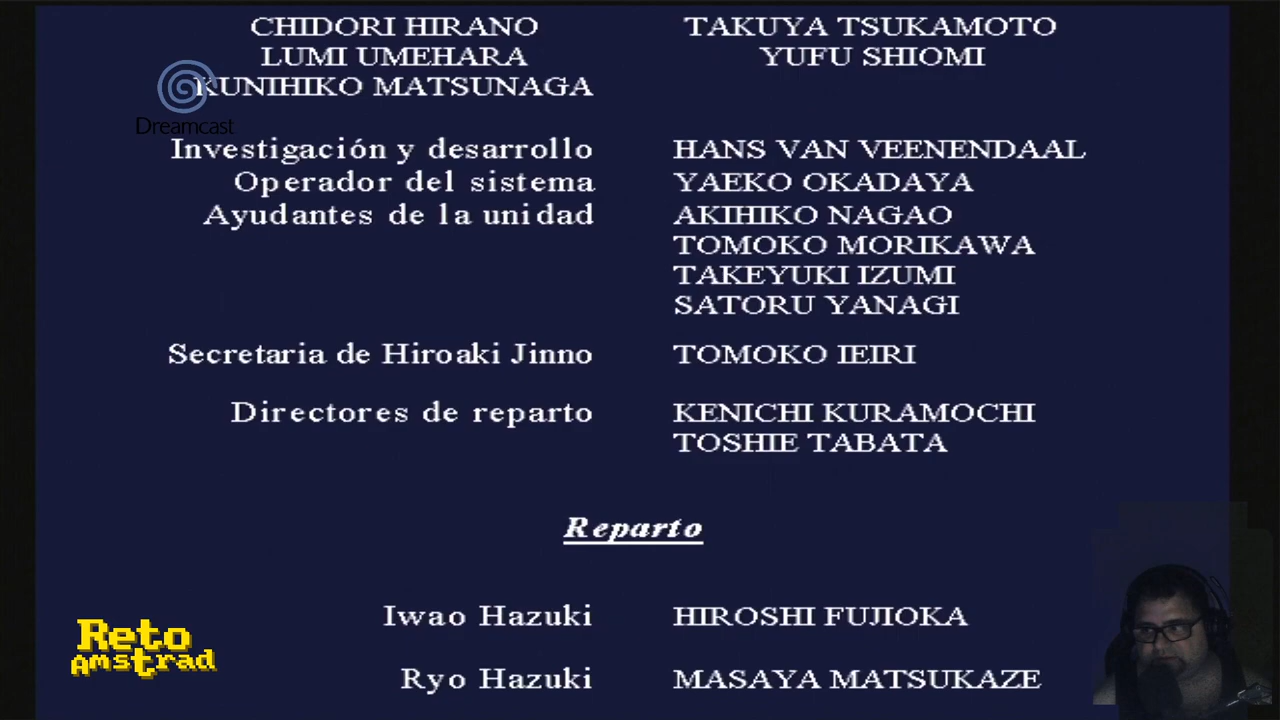 CHIDORI HIRANO TAKUYA TSUKAMOTO
LUMI UMEHARA YUFU SHIOMI
KUNIHIKO MATSUNAGA
Dreamcast
Investigación y desarrollo HANS VAN VEENENDAAL
Operador del sistema YAEKO OKADAYA
Ayudantes de la unidad AKIHIKO NAGAO
TOMOKO MORIKAWA
TAKEYUKI IZUMI
SATORU YANAGI
Secretaria de Hiroaki Jinno TOMOKO IEIRI
Directores de reparto KENICHI KURAMOCHI
TOSHIE TABATA
Reparto
Iwao Hazuki HIROSHI FUJIOKA
Reto
Amstrad
Ryo Hazuki MASAYA MATSUKAZE